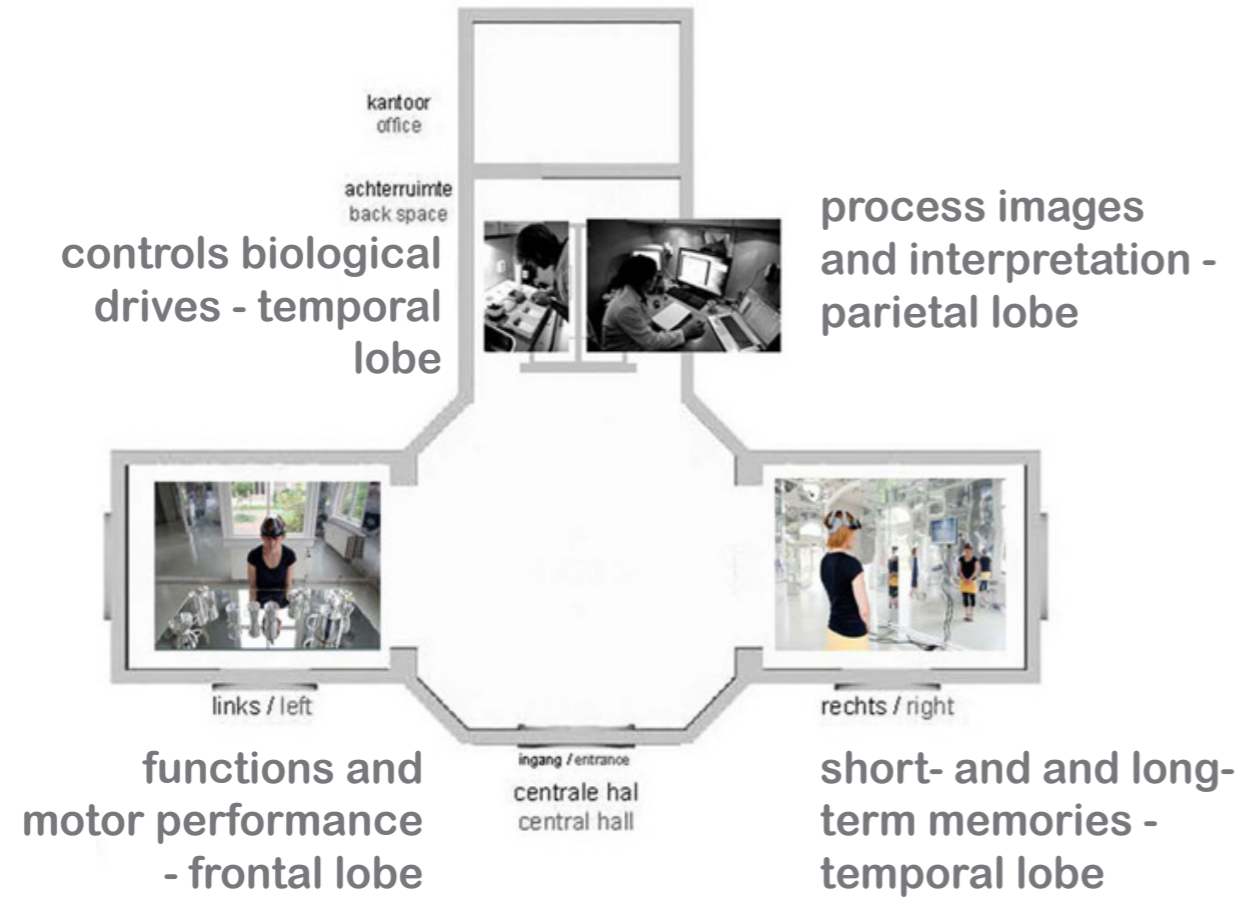 kantoor
office
achterruimte
back space
controls biological
drives - temporal
lobe
process images
and interpretation -
parietal lobe
links / left
rechts / right
ingang / entrance
centrale hal
central hall
functions and
motor performance
- frontal lobe
short- and and long-
term memories -
temporal lobe